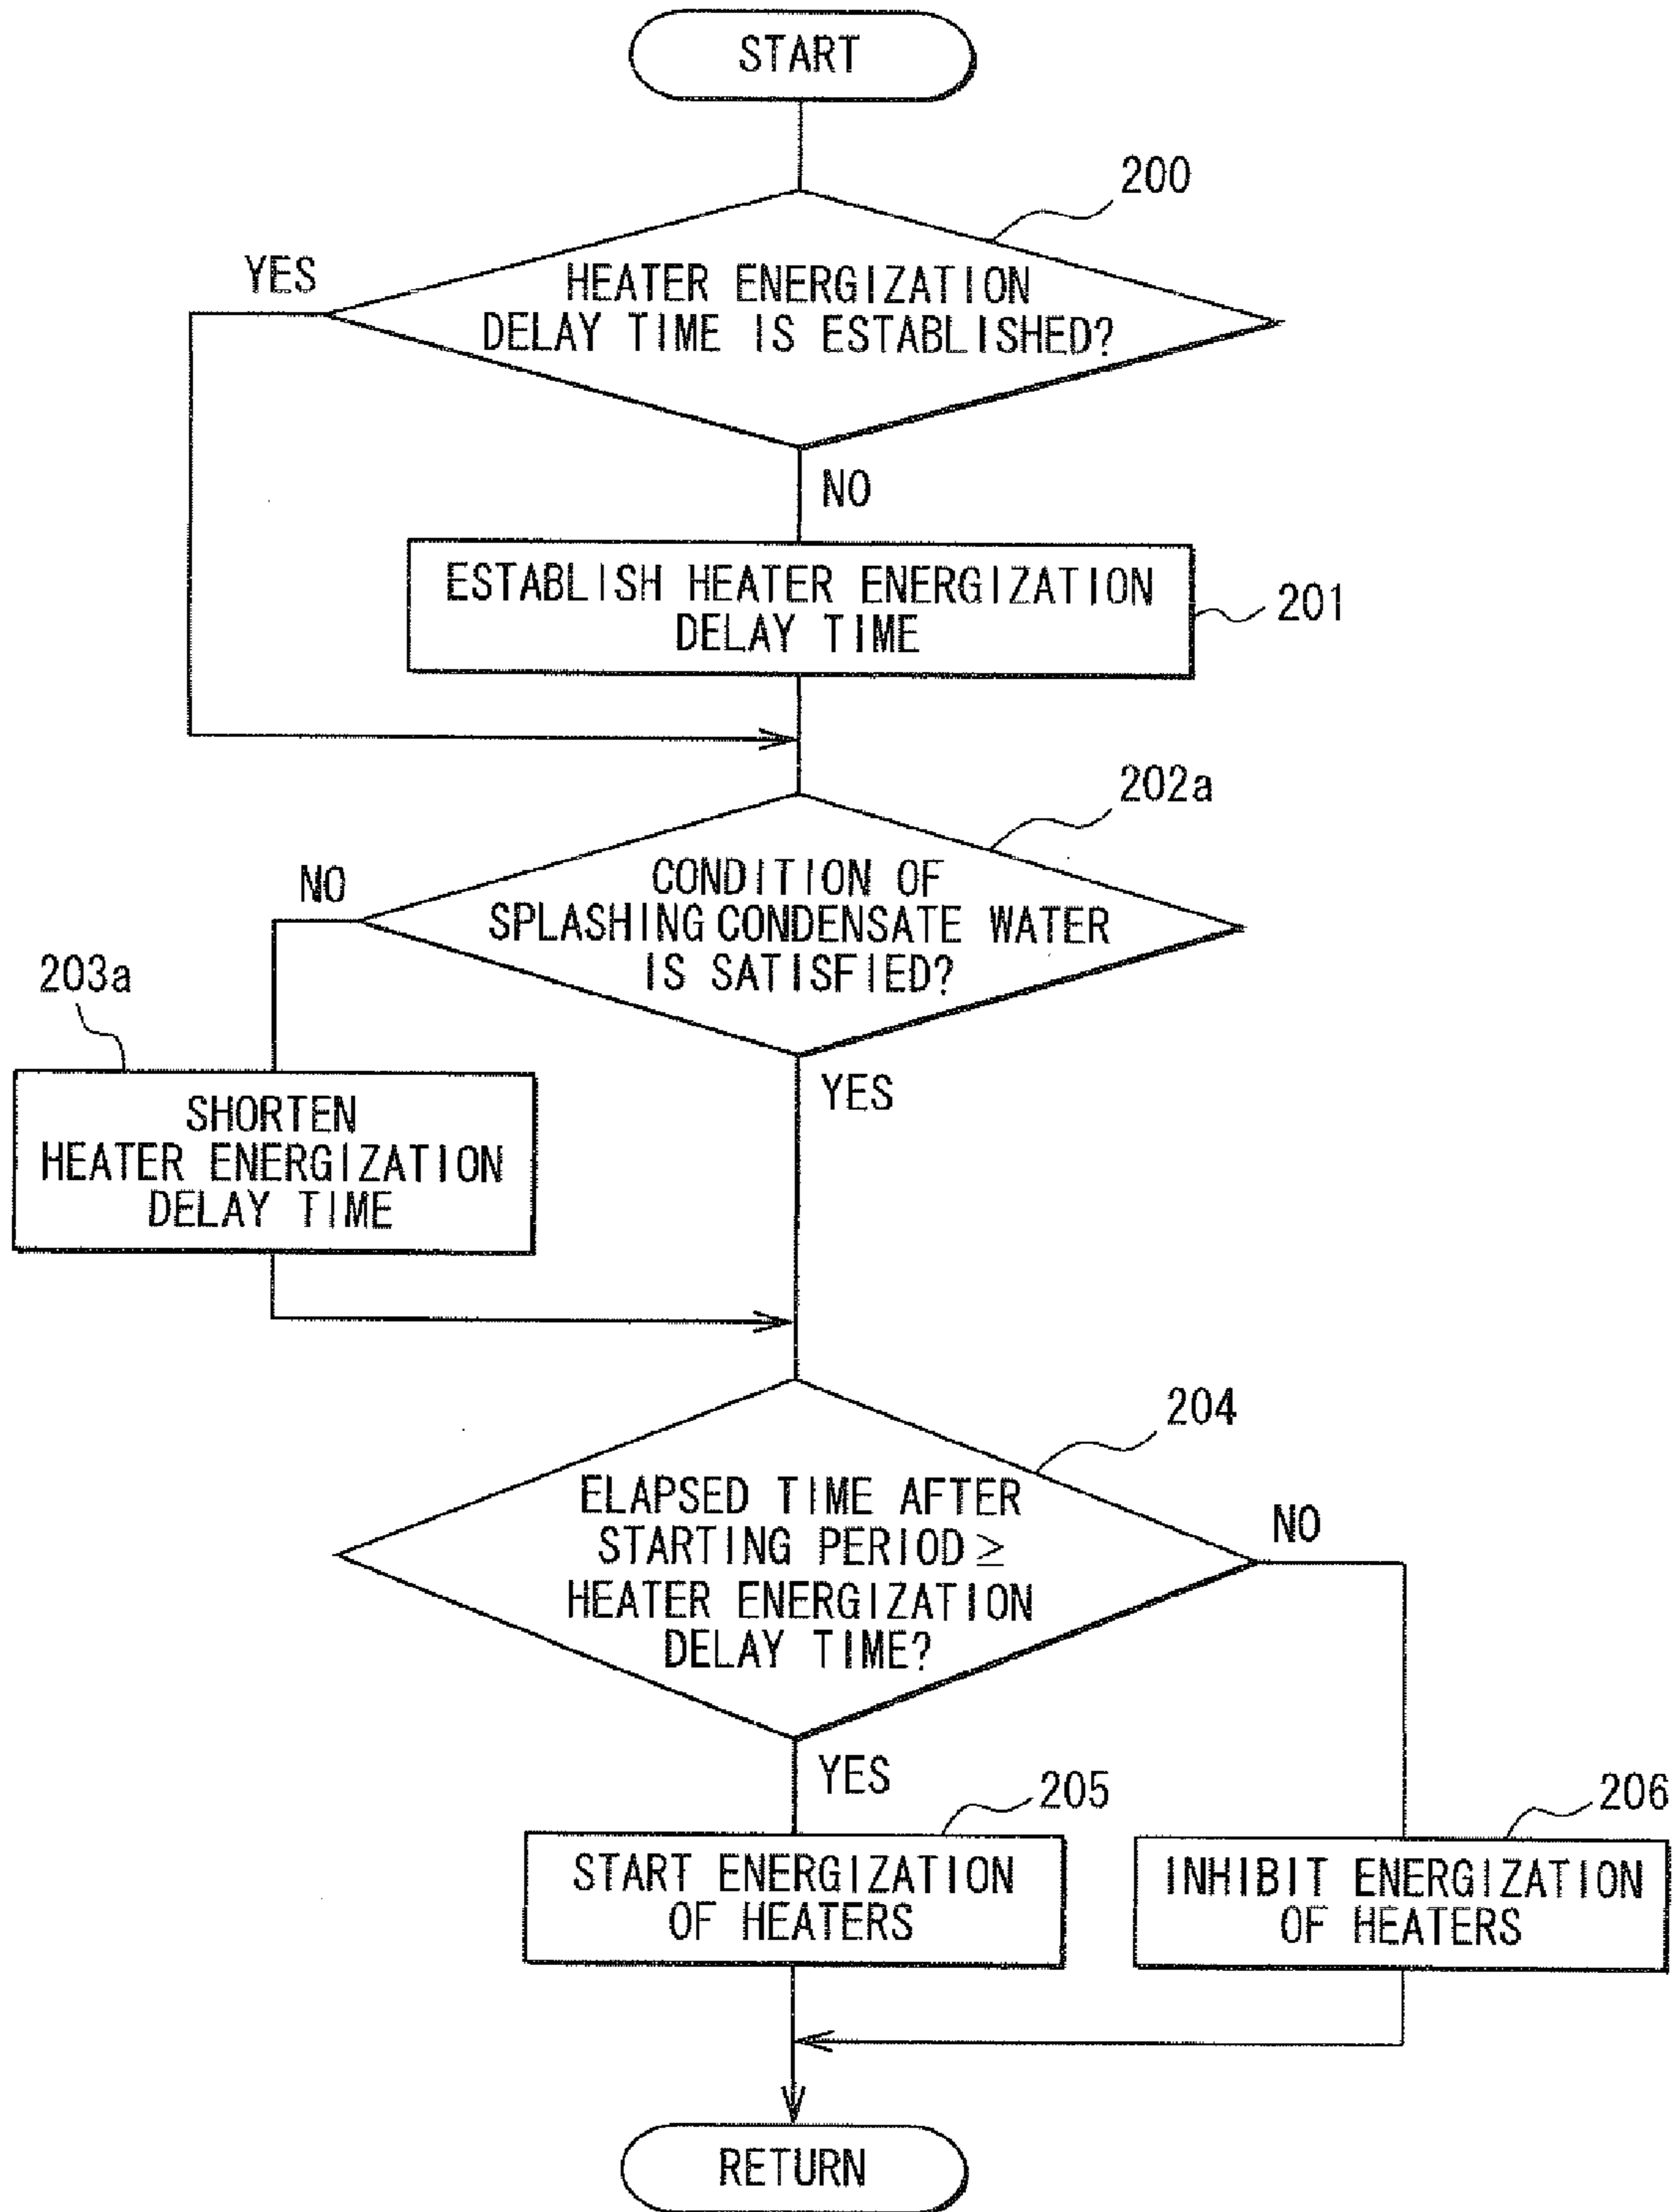 START
200
YES
HEATER ENERGIZATION
DELAY TIME IS ESTABLISHED?
NO
ESTABLISH HEATER ENERGIZATION
DELAY TIME
201
202a
NO
CONDITION OF
SPLASHING CONDENSATE WATER
IS SATISFIED?
203a
YES
SHORTEN
HEATER ENERGIZATION
DELAY TIME
204
ELAPSED TIME AFTER
STARTING PERIOD ≥
HEATER ENERGIZATION
DELAY TIME?
NO
YES
205
206
START ENERGIZATION
OF HEATERS
INHIBIT ENERGIZATION
OF HEATERS
RETURN